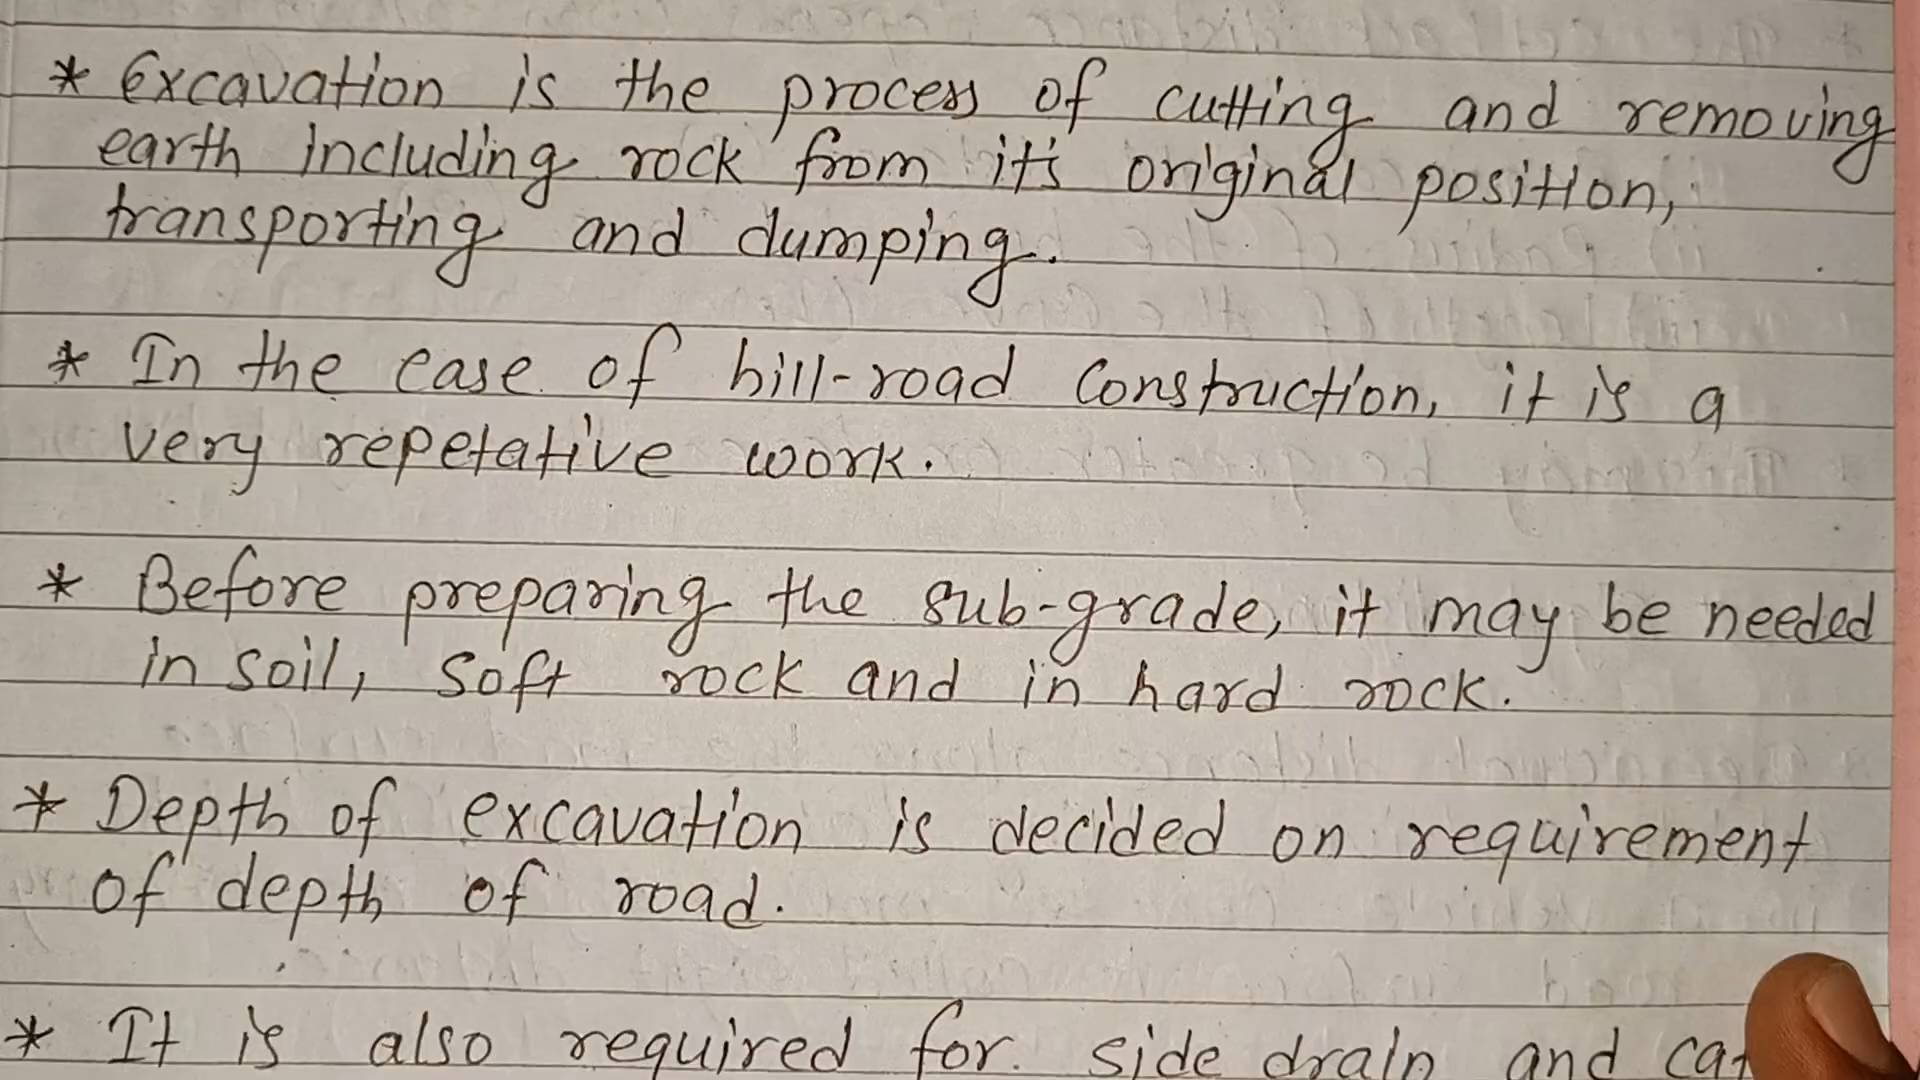 * Excavation is the process of cutting and removing
earth including rock from it's original position,
transporting and dumping.
* In the case of hill-road construction, it is a
very repetative work.
* Before preparing the sub-grade, it may be needed
in soil, soft rock and in hard rock.
* Depth of excavation is decided on requirement
of depth of road.
* It is also required for side drain and